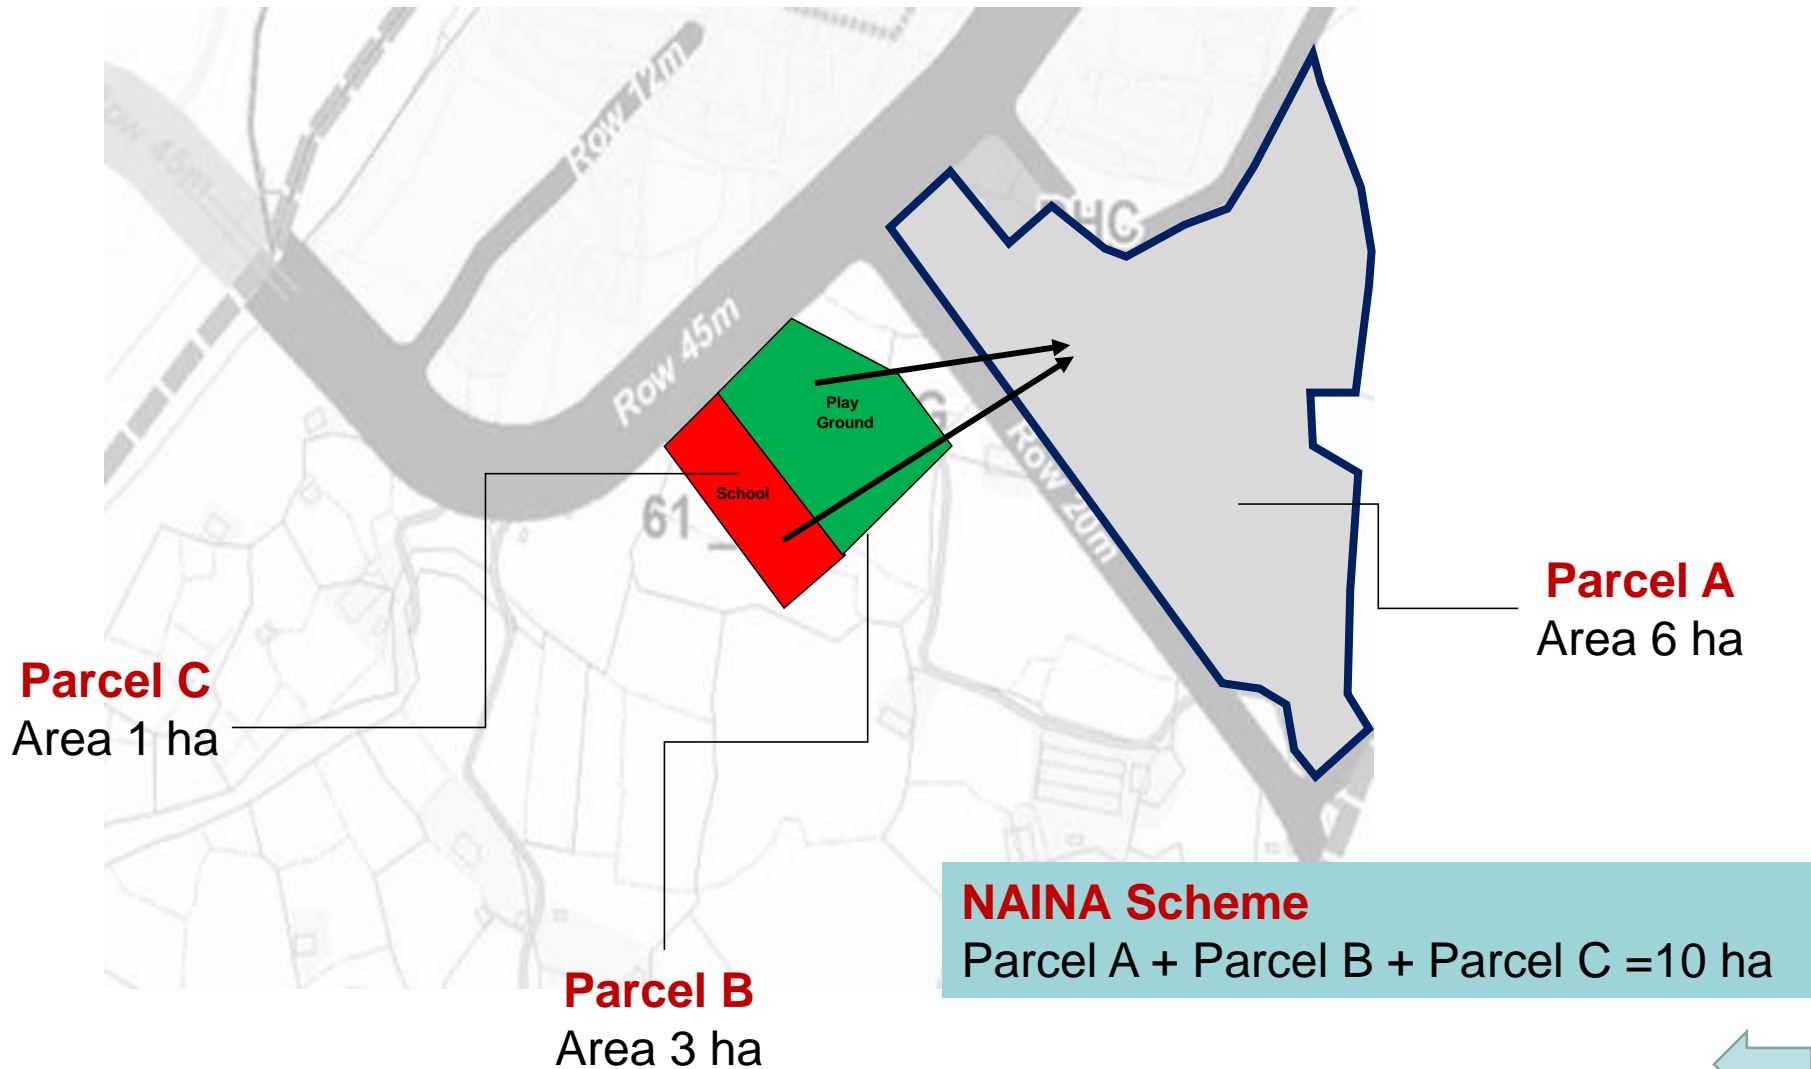 Row 12m
Row 45m
PHC
Row 45m
Play
Ground
G
Row 20m
School
61 _
Parcel A
Area 6 ha
Parcel C
Area 1 ha
NAINA Scheme
Parcel A + Parcel B + Parcel C =10 ha
Parcel B
Area 3 ha